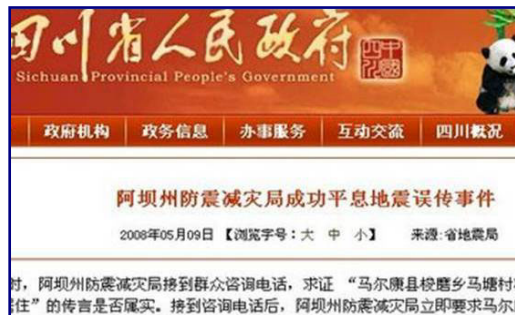 四川省人民政府
Sichuan Provincial People's Government
政府机构 政务信息 办事服务 互动交流 四川概况
阿坝州防震减灾局成功平息地震误传事件
2008年05月09日 【浏览字号：大 中 小】 来源：省地震局
时，阿坝州防震减灾局接到群众咨询电话，求证 “马尔康县梭磨乡马塘村
住”的传言是否属实。接到咨询电话后，阿坝州防震减灾局立即要求马尔